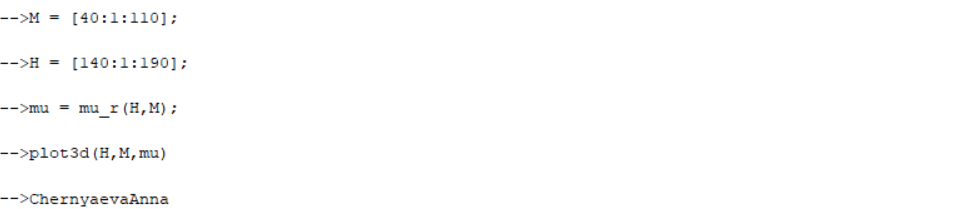 -->M = [40:1:110];
-->H = [140:1:190];
-->mu = mu_r(H,M);
-->plot3d(H,M,mu)
-->ChernyaevaAnna